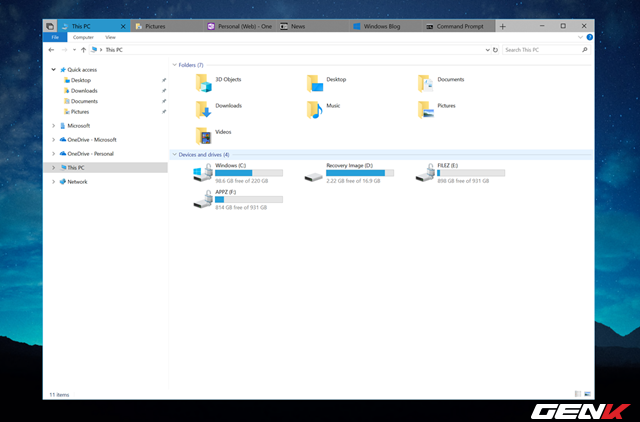 This PC
Pictures
Personal (Web) - One
News
Windows Blog
Command Prompt
File
Computer
View
This PC
Search This PC
Quick access
Desktop
Downloads
Documents
Pictures
Microsoft
OneDrive - Microsoft
OneDrive - Personal
This PC
Network
Folders (7)
3D Objects
Desktop
Documents
Downloads
Music
Pictures
Videos
Devices and drives (4)
Windows (C:)
98.6 GB free of 220 GB
Recovery Image (D:)
2.22 GB free of 16.9 GB
FILEZ (E:)
898 GB free of 931 GB
APPZ (F:)
814 GB free of 931 GB
11 items
GENK